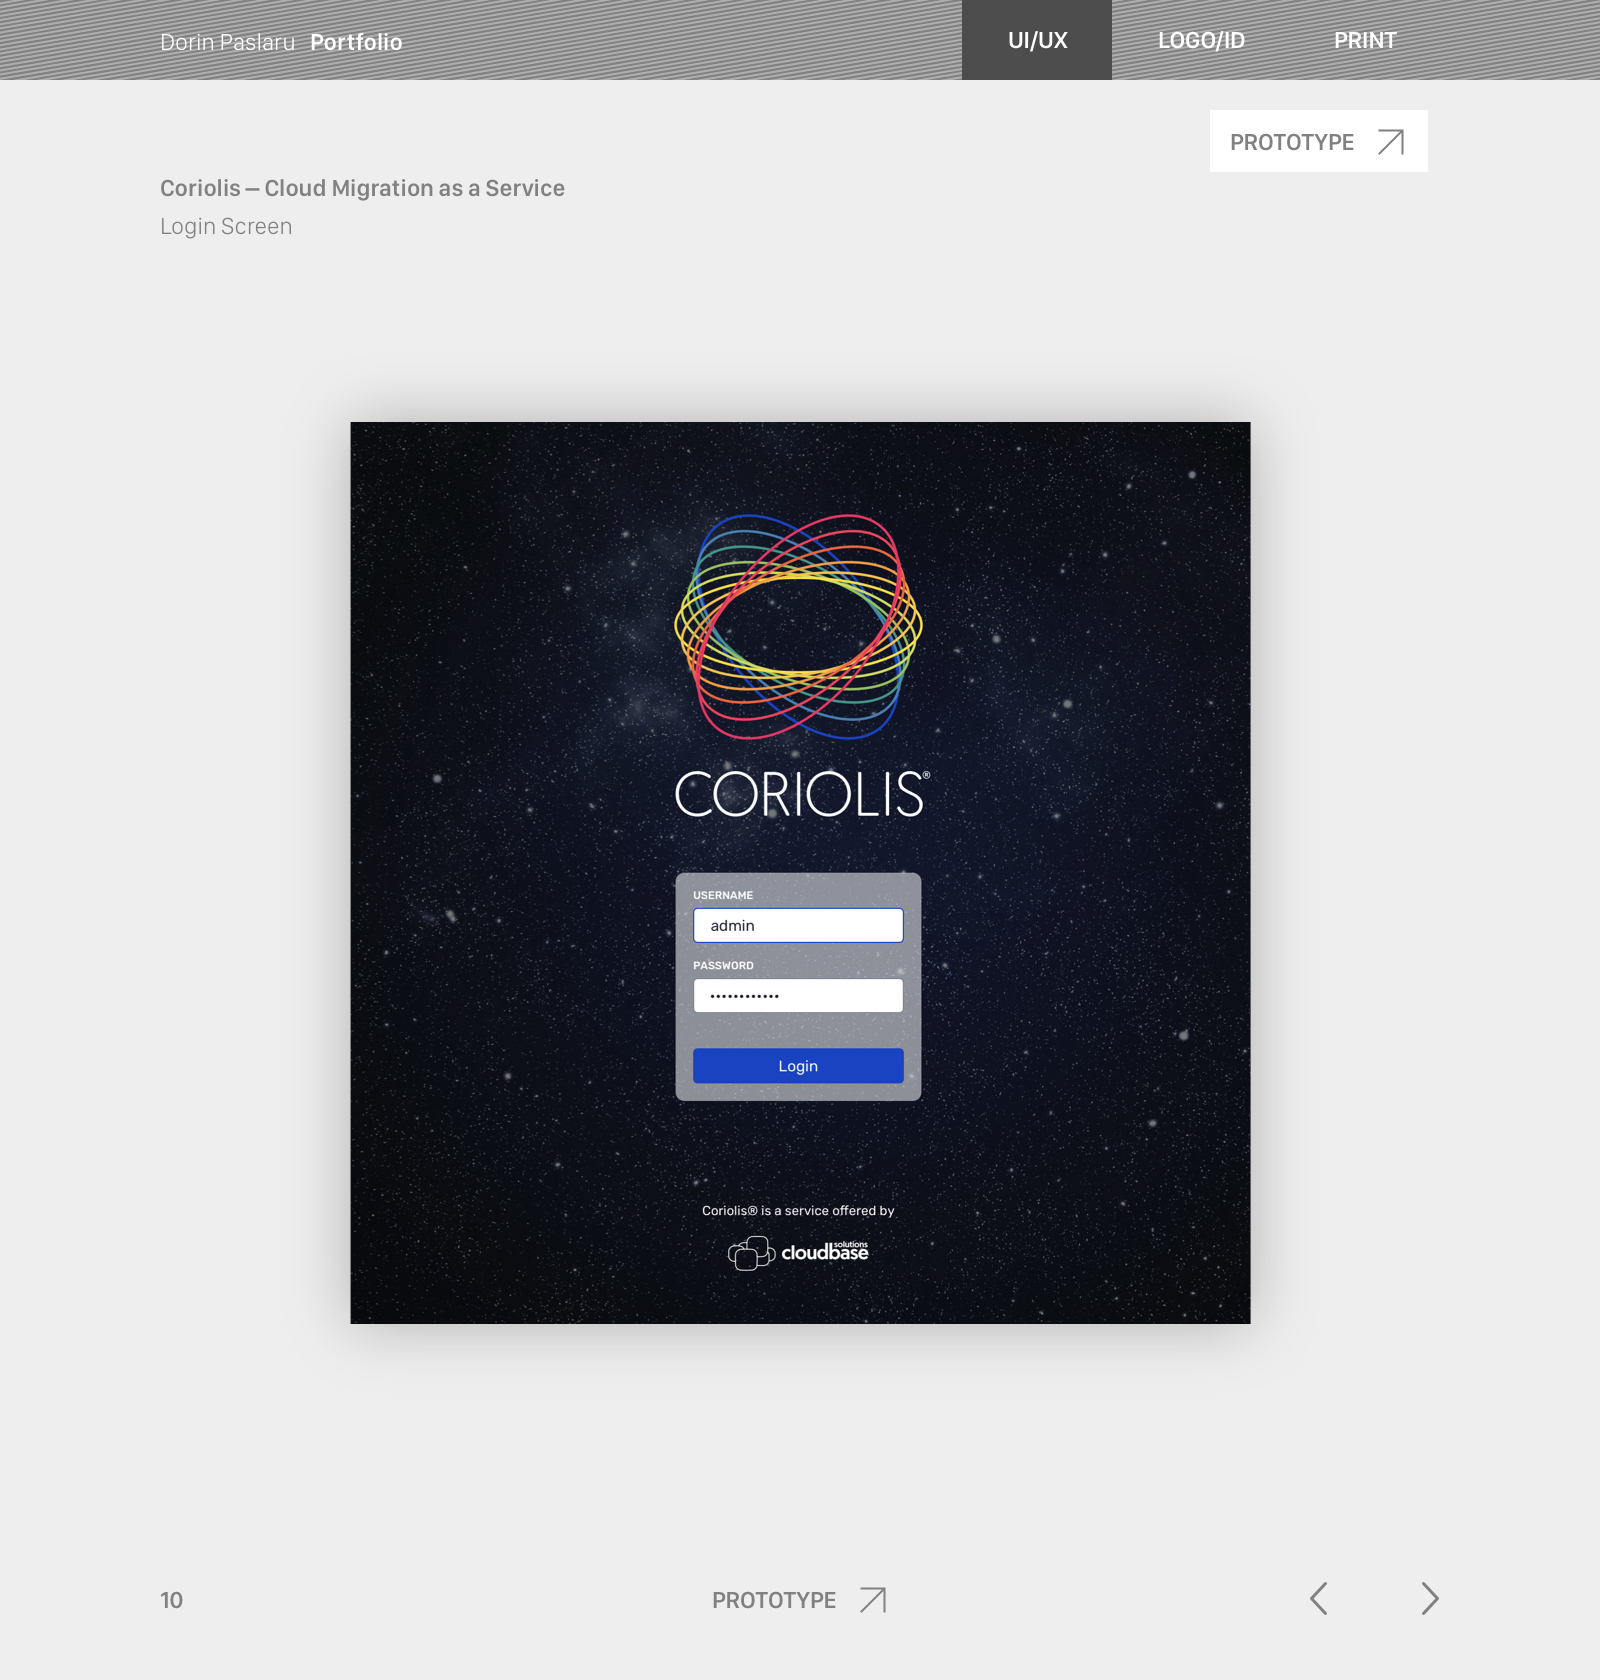 Dorin Paslaru Portfolio
UI/UX
LOGO/ID
PRINT
PROTOTYPE
Coriolis – Cloud Migration as a Service
Login Screen
CORIOLIS®
USERNAME
admin
PASSWORD
••••••••••••
Login
Coriolis® is a service offered by
cloudbase solutions
10
PROTOTYPE